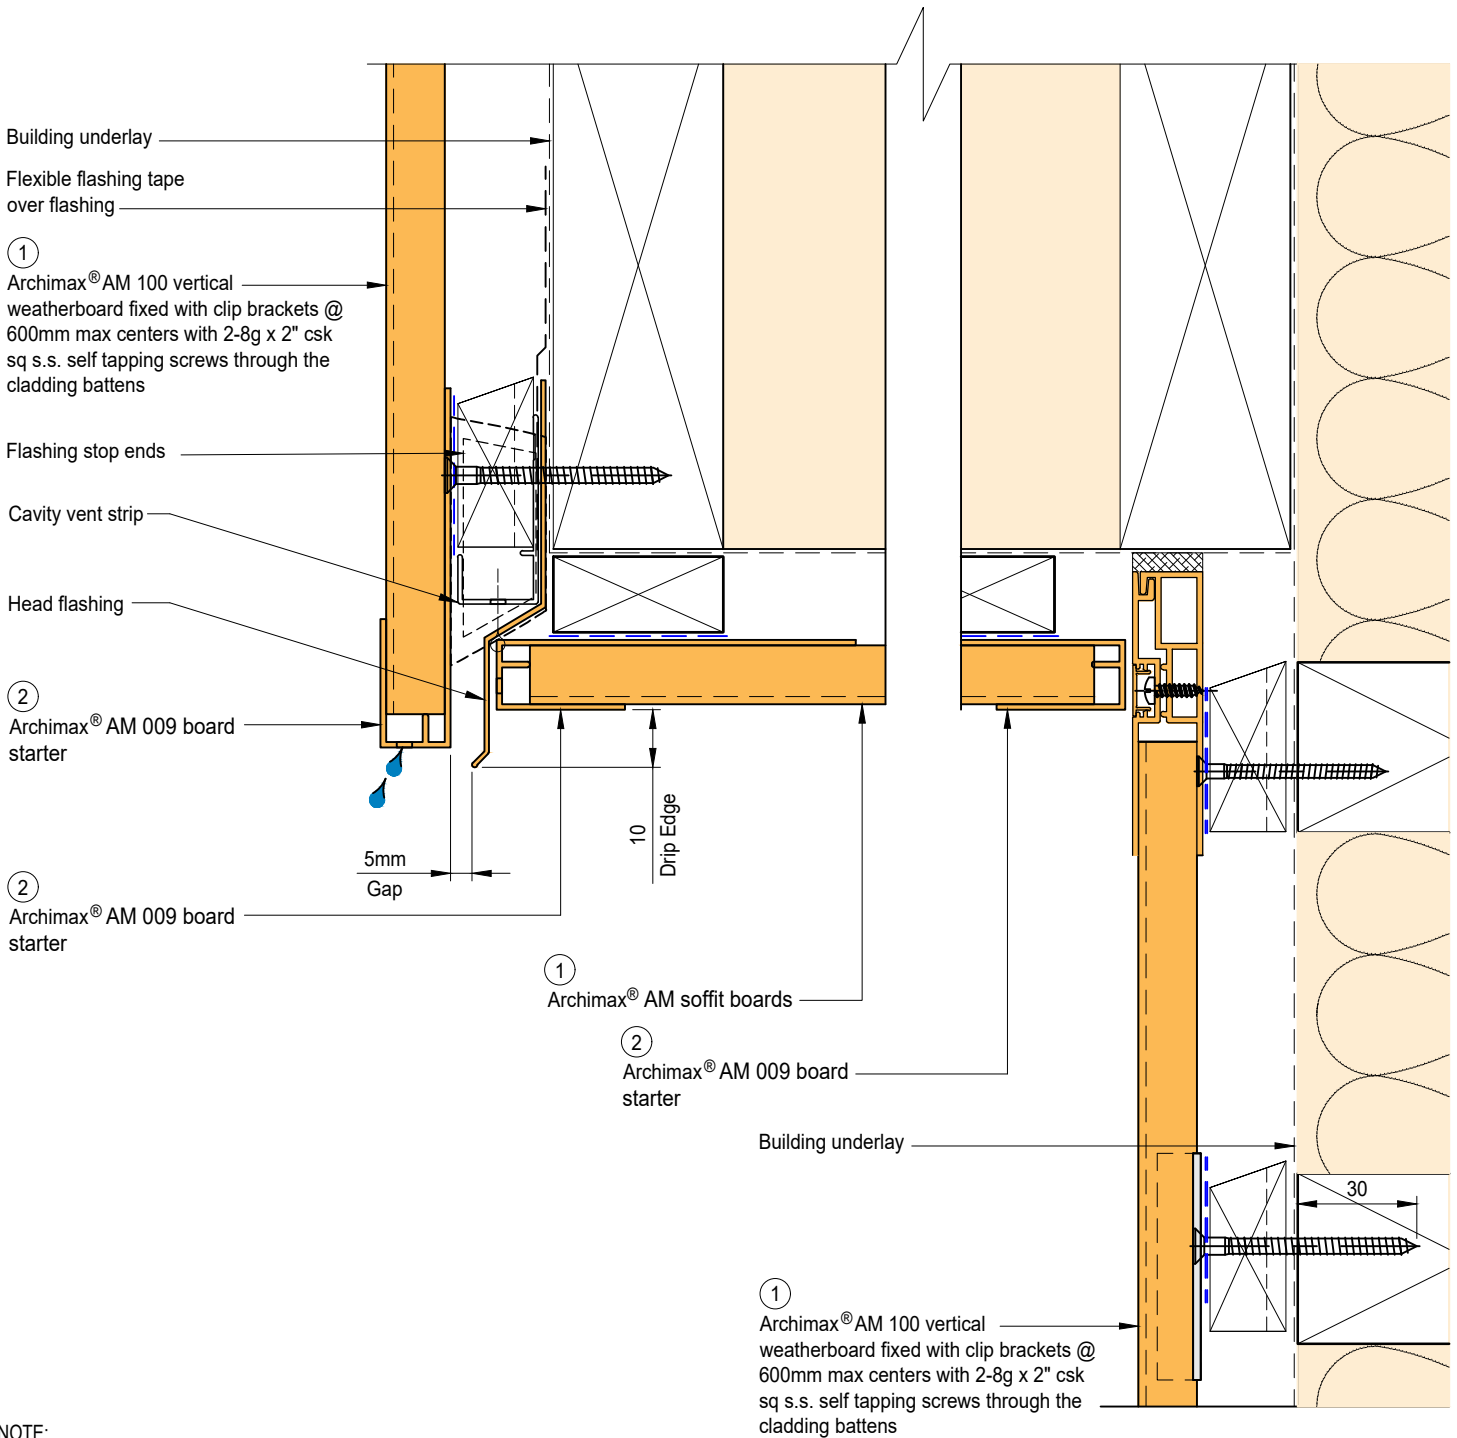 Building underlay
Flexible flashing tape
over flashing
1
Archimax® AM 100 vertical
weatherboard fixed with clip brackets @
600mm max centers with 2-8g x 2" csk
sq s.s. self tapping screws through the
cladding battens
Flashing stop ends
Cavity vent strip
Head flashing
2
Archimax® AM 009 board
starter
5mm
Gap
10
Drip Edge
2
Archimax® AM 009 board
starter
1
Archimax® AM soffit boards
2
Archimax® AM 009 board
starter
Building underlay
30
1
Archimax® AM 100 vertical
weatherboard fixed with clip brackets @
600mm max centers with 2-8g x 2" csk
sq s.s. self tapping screws through the
cladding battens
NOTE: